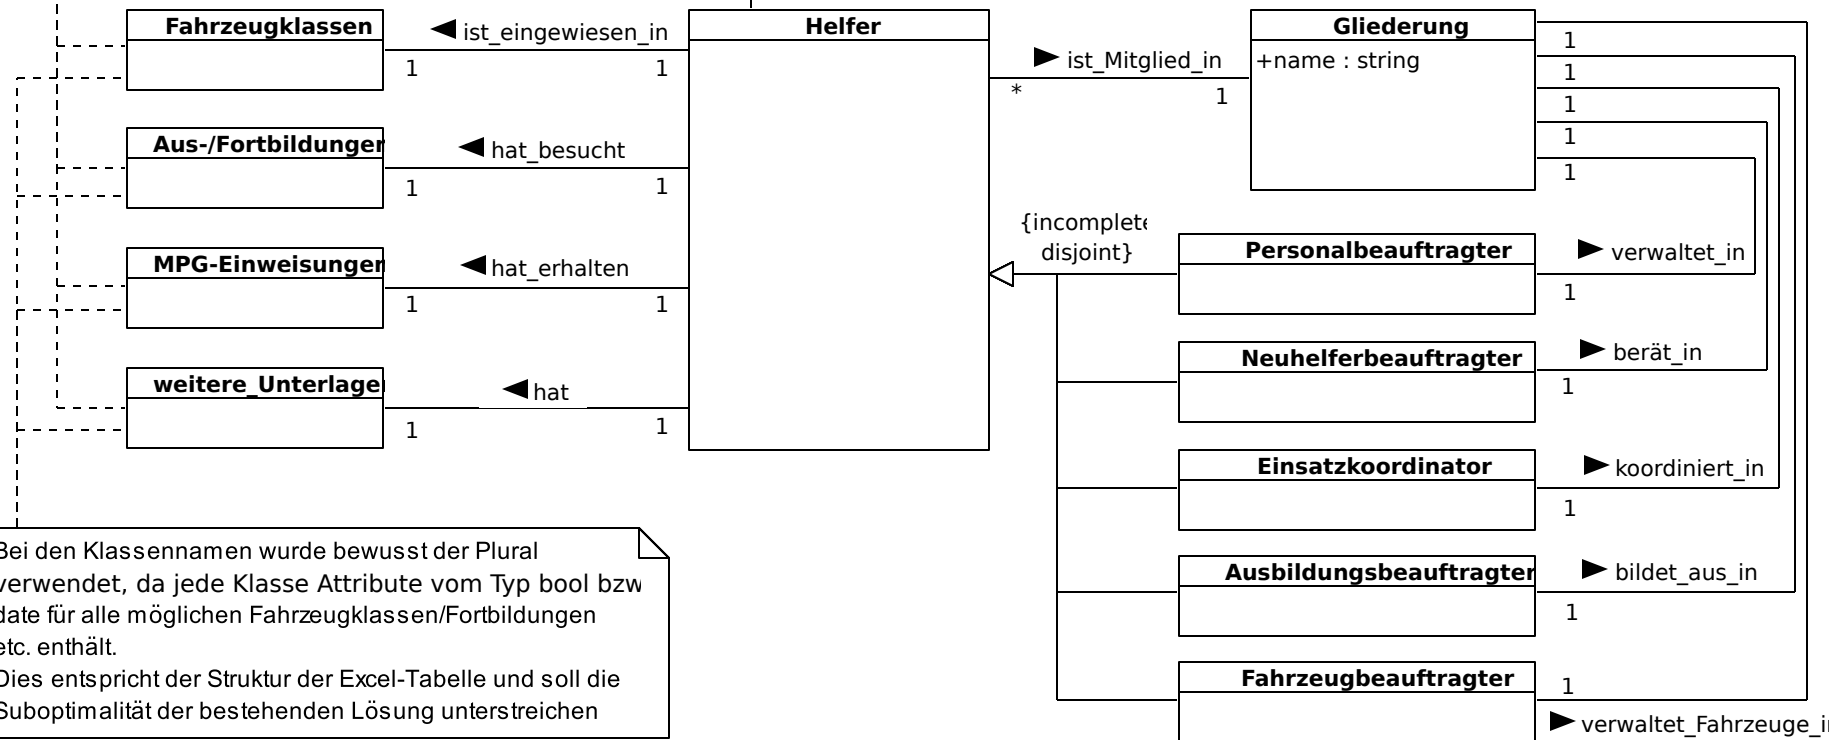 Fahrzeugklassen
ist_eingewiesen_in
1
1
Helfer
ist_Mitglied_in
*
1
Gliederung
+name : string
1
1
1
1
1
Aus-/Fortbildunger
hat_besucht
1
1
{incomplete
disjoint}
MPG-Einweisunger
hat_erhalten
1
1
Personalbeauftragter
verwaltet_in
1
weitere_Unterlager
hat
1
1
Neuhelferbeauftragter
berät_in
1
Einsatzkoordinator
koordiniert_in
1
Ausbildungsbeauftragter
bildet_aus_in
1
Fahrzeugbeauftragter
1
verwaltet_Fahrzeuge_in
Bei den Klassennamen wurde bewusst der Plural
verwendet, da jede Klasse Attribute vom Typ bool bzw
date für alle möglichen Fahrzeugklassen/Fortbildungen
etc. enthält.
Dies entspricht der Struktur der Excel-Tabelle und soll die
Suboptimalität der bestehenden Lösung unterstreichen